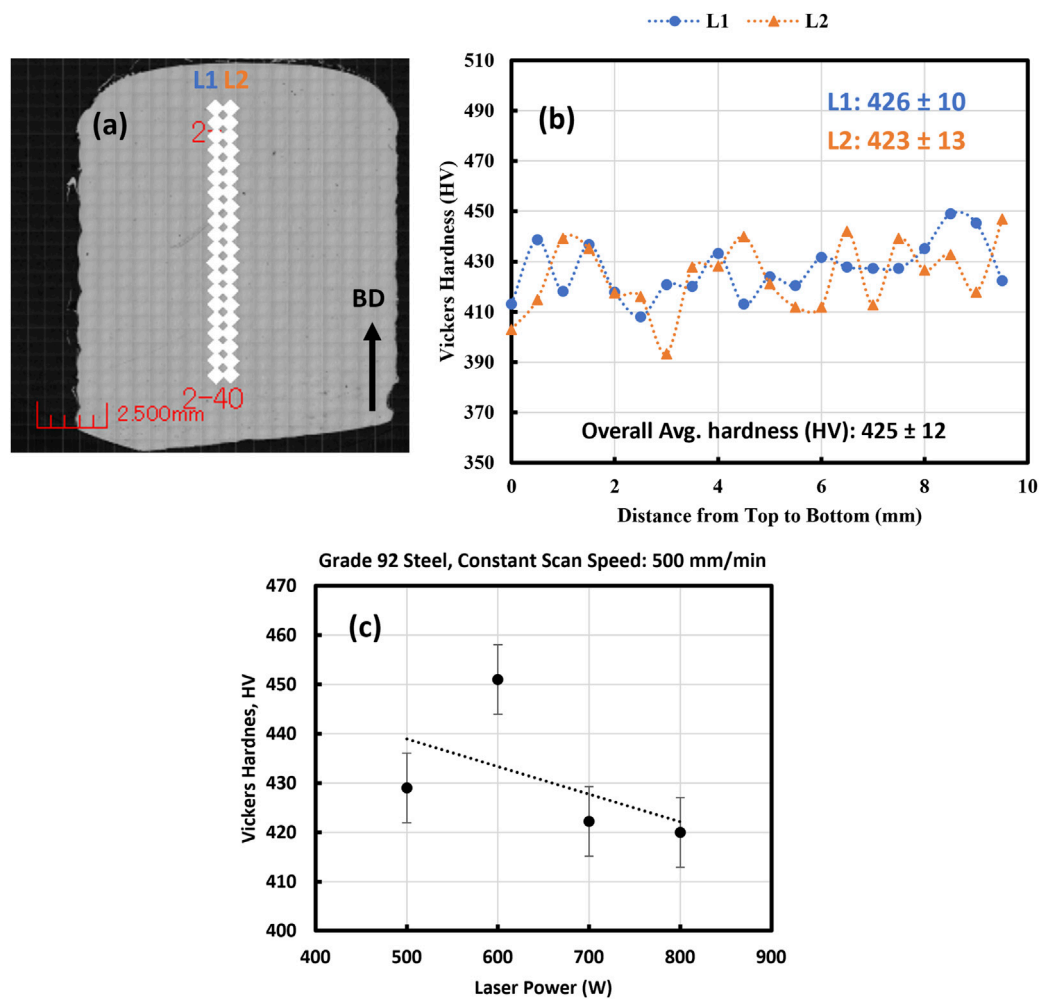 L1 L2
L1 L2
(a)
2-
BD
2-40
2.500mm
(b)
L1: 426 ± 10
L2: 423 ± 13
510
490
470
450
430
410
390
370
350
Vickers Hardness (HV)
Overall Avg. hardness (HV): 425 ± 12
0 2 4 6 8 10
Distance from Top to Bottom (mm)
Grade 92 Steel, Constant Scan Speed: 500 mm/min
(c)
470
460
450
440
430
420
410
400
Vickers Hardnes, HV
400 500 600 700 800 900
Laser Power (W)